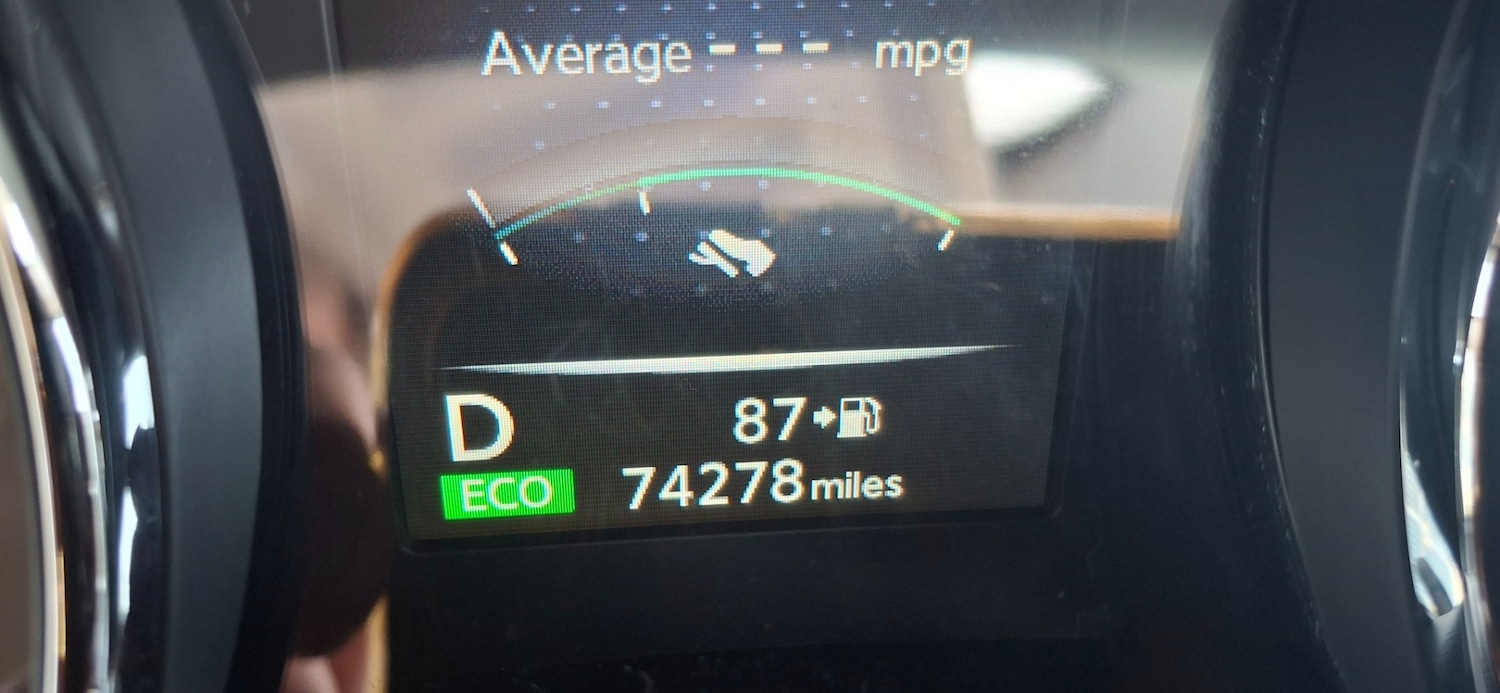 Average --- mpg
D 87
ECO 74278 miles